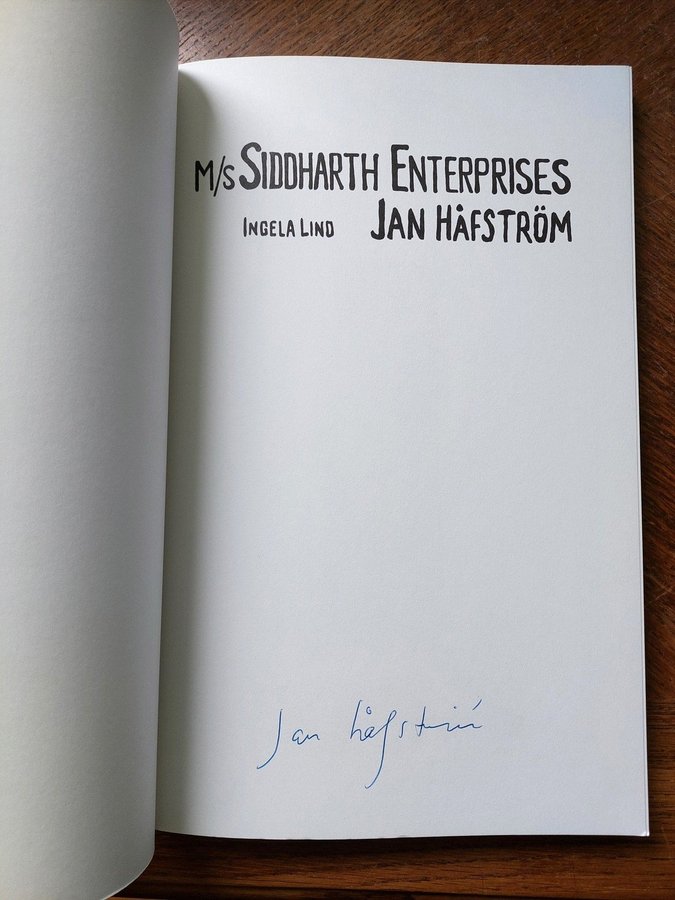 M/s SIDDHARTH ENTERPRISES
INGELA LIND JAN HÅFSTRÖM
Jan Håfström